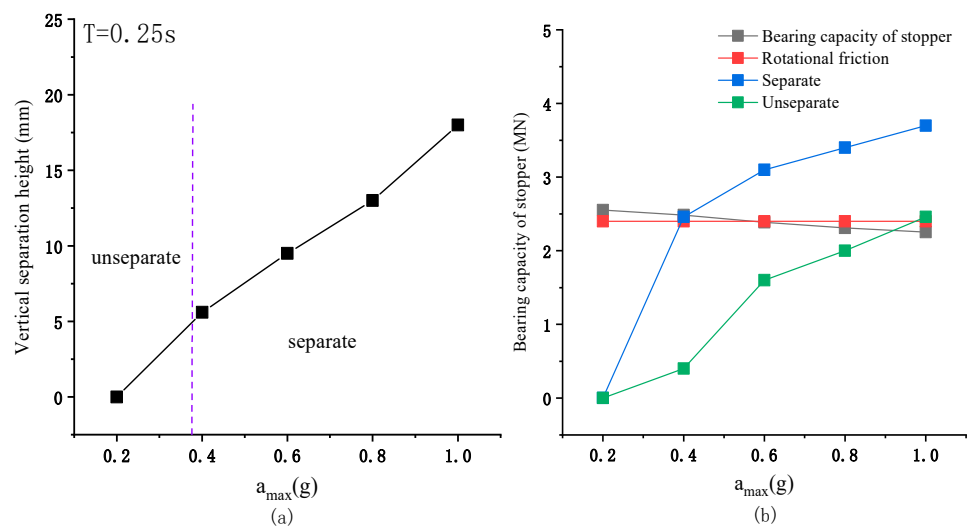 T=0.25s
25
20
15
10
5
0
Vertical separation height (mm)
unseparate
separate
0.2 0.4 0.6 0.8 1.0
a_max(g)
(a)
Bearing capacity of stopper
Rotational friction
Separate
Unseparate
5
4
3
2
1
0
Bearing capacity of stopper (MN)
0.2 0.4 0.6 0.8 1.0
a_max(g)
(b)